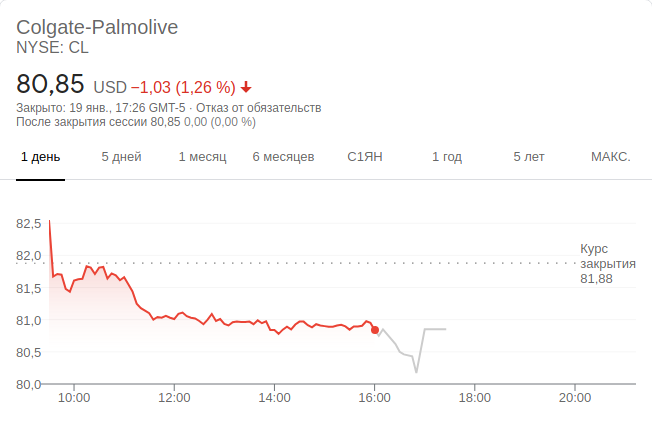 Colgate-Palmolive
NYSE: CL
80,85 USD −1,03 (1,26 %)
Закрыто: 19 янв., 17:26 GMT-5 · Отказ от обязательств
После закрытия сессии 80,85 0,00 (0,00 %)
1 день 5 дней 1 месяц 6 месяцев С1ЯН 1 год 5 лет МАКС.
82,5
82,0
81,5
81,0
80,5
80,0
Курс
закрытия
81,88
10:00 12:00 14:00 16:00 18:00 20:00